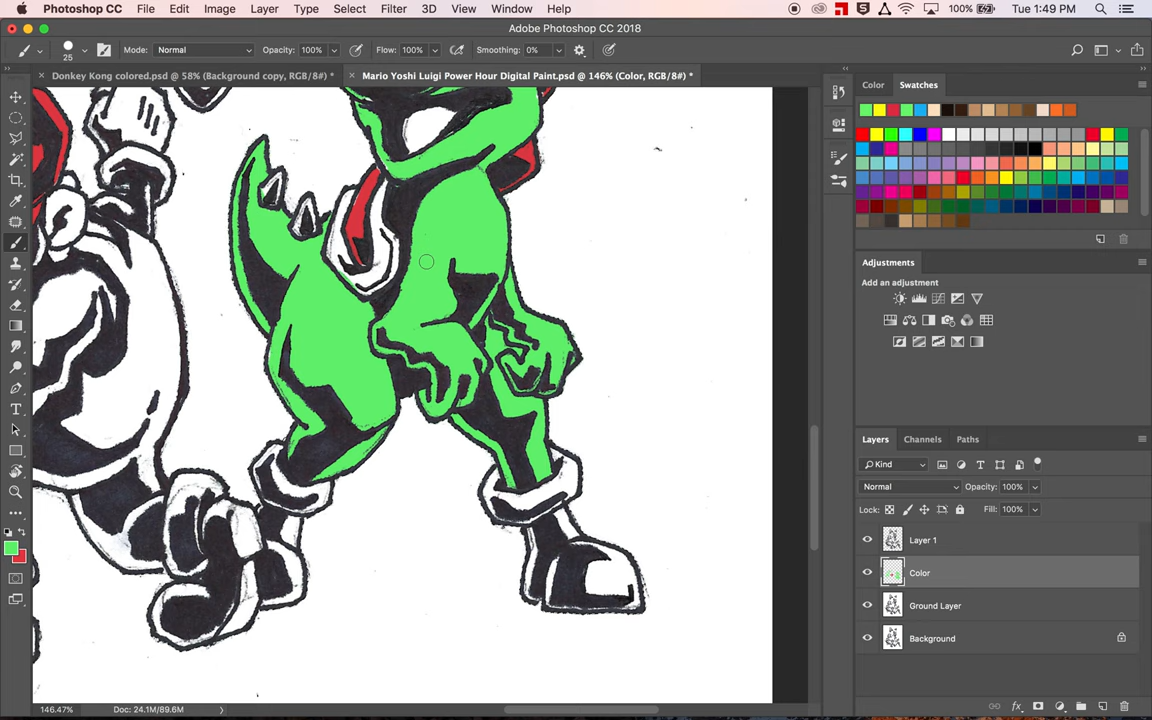 Photoshop CC File Edit Image Layer Type Select Filter 3D View Window Help 100% Tue 1:49 PM
Adobe Photoshop CC 2018
25 Mode: Normal Opacity: 100% Flow: 100% Smoothing: 0%
Donkey Kong colored.psd @ 58% (Background copy, RGB/8#) * Mario Yoshi Luigi Power Hour Digital Paint.psd @ 146% (Color, RGB/8#) *
Color Swatches
Adjustments
Add an adjustment
Layers Channels Paths
Kind
Normal Opacity: 100%
Lock: Fill: 100%
Layer 1
Color
Ground Layer
Background
146.47% Doc: 24.1M/89.6M